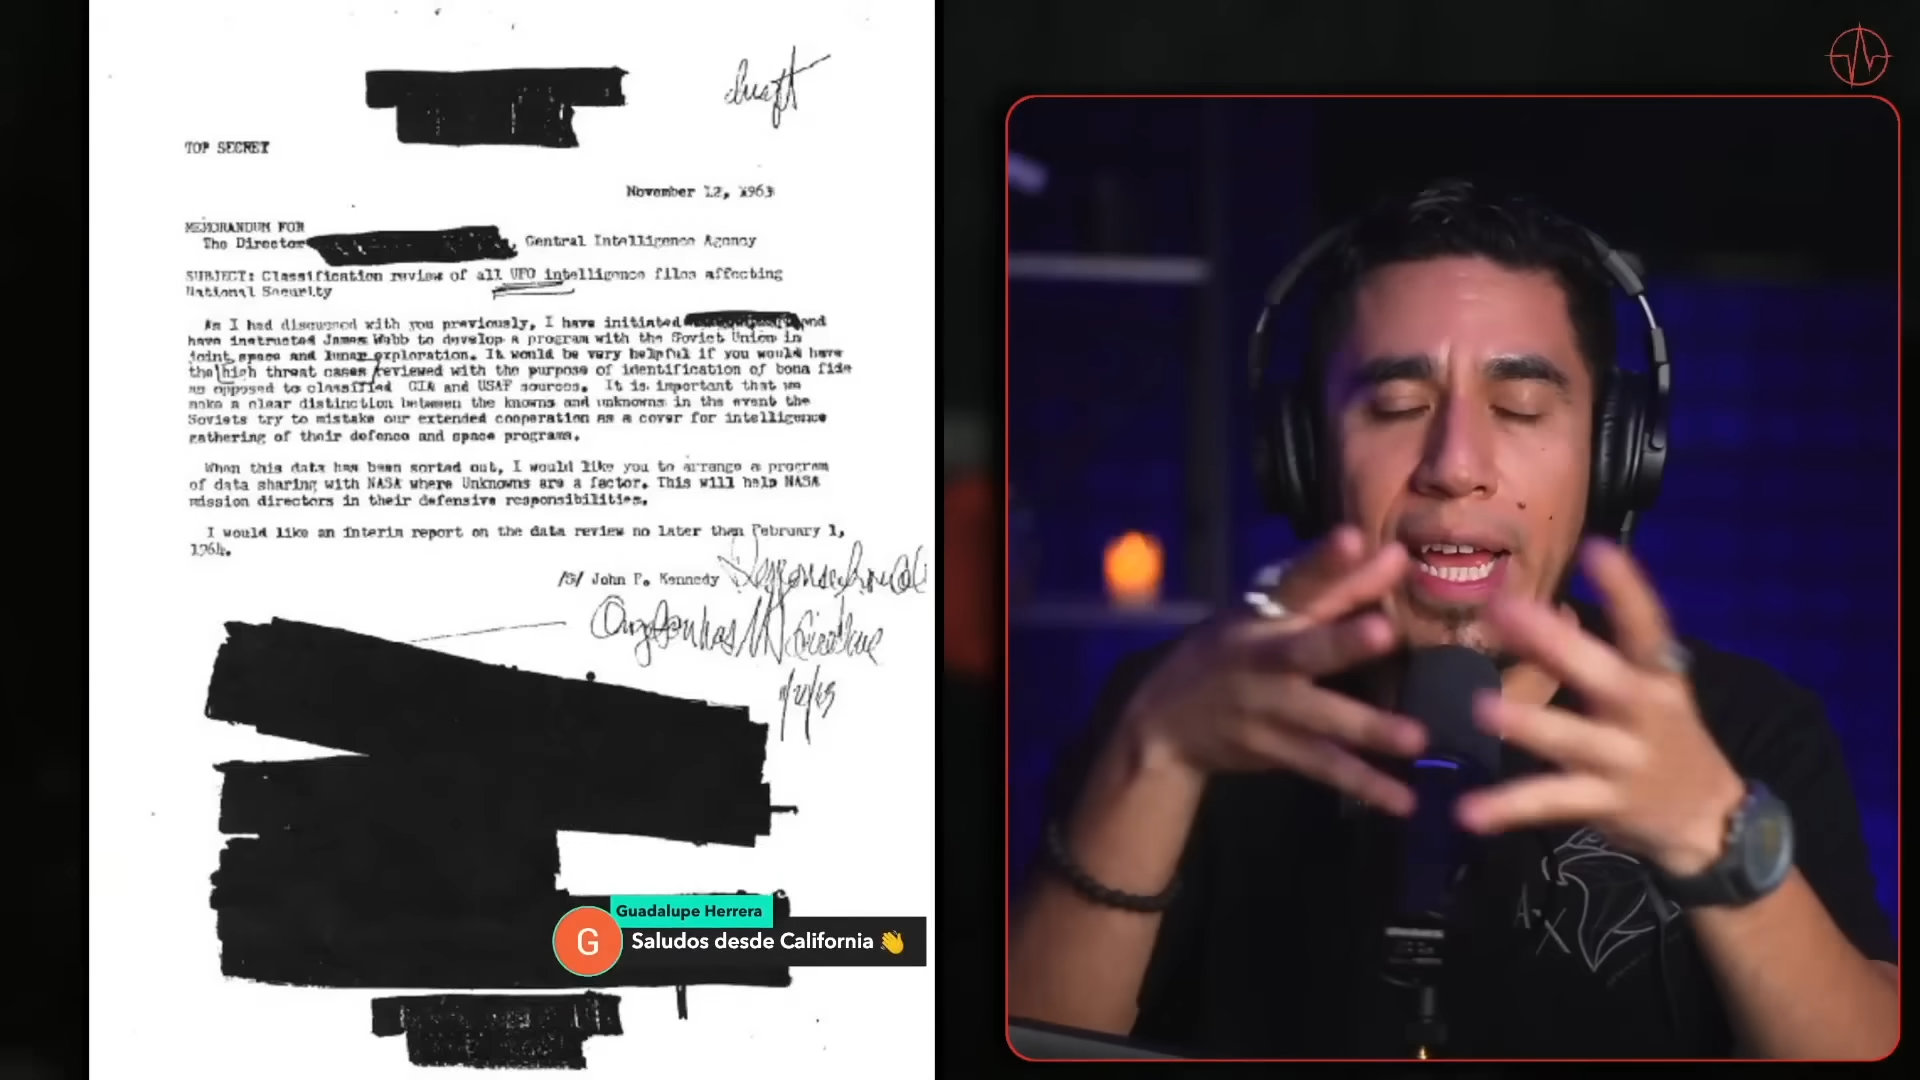 draft
TOP SECRET
November 12, 1963
MEMORANDUM FOR
The Director Central Intelligence Agency
SUBJECT: Classification review of all UFO intelligence files affecting
National Security
As I had discussed with you previously, I have initiated and
have instructed James Webb to develop a program with the Soviet Union in
joint space and lunar exploration. It would be very helpful if you would have
the high threat cases reviewed with the purpose of identification of bona fide
as opposed to classified CIA and USAF sources. It is important that we
make a clear distinction between the knowns and unknowns in the event the
Soviets try to mistake our extended cooperation as a cover for intelligence
gathering of their defence and space programs.
When this data has been sorted out, I would like you to arrange a program
of data sharing with NASA where Unknowns are a factor. This will help NASA
mission directors in their defensive responsibilities.
I would like an interim report on the data review no later than February 1,
1964.
/S/ John F. Kennedy
Guadalupe Herrera
G
Saludos desde California 👋
A X